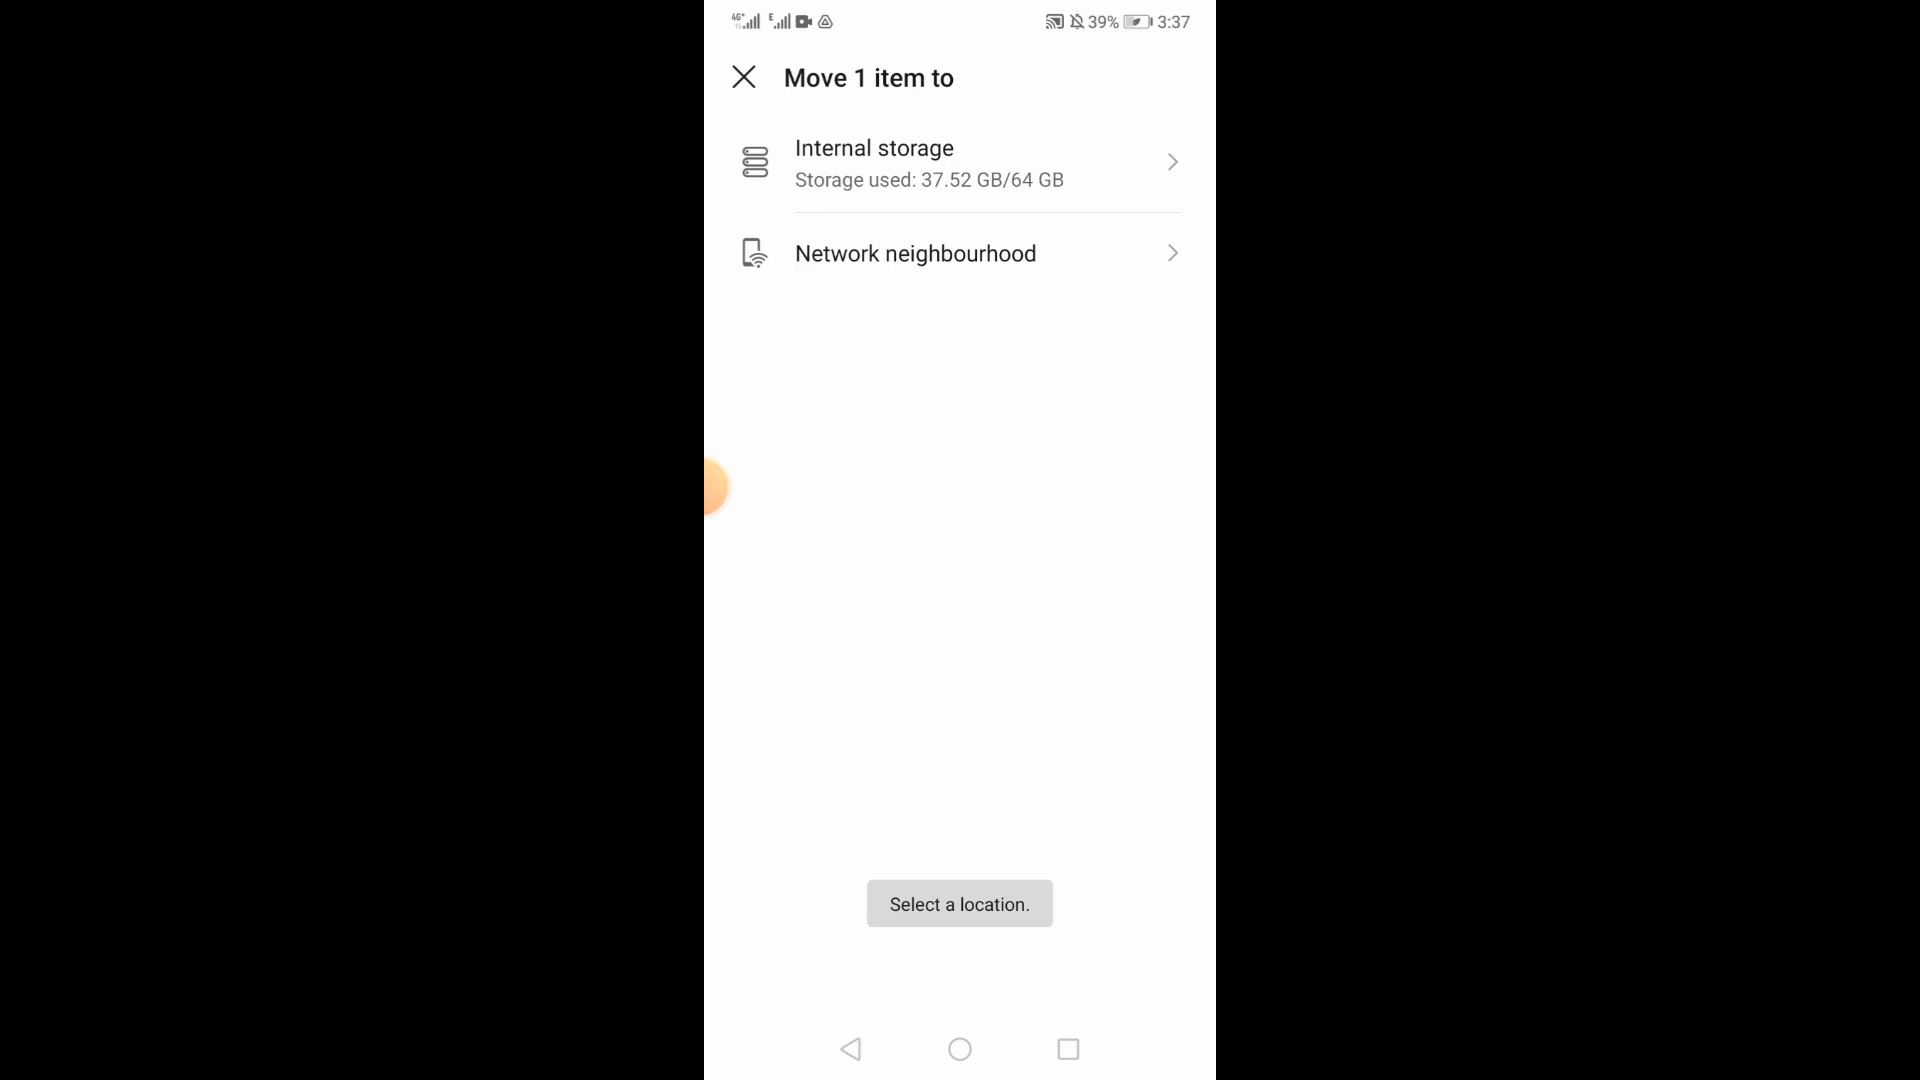 4G+ E 39% 3:37
Move 1 item to
Internal storage
Storage used: 37.52 GB/64 GB
Network neighbourhood
Select a location.